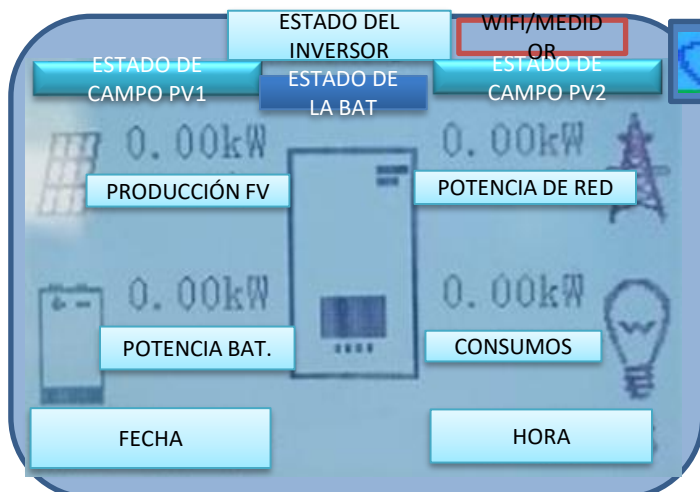 ESTADO DEL
INVERSOR
WIFI/MEDID
OR
ESTADO DE
CAMPO PV1
ESTADO DE
LA BAT
ESTADO DE
CAMPO PV2
0.00kW
0.00kW
PRODUCCIÓN FV
POTENCIA DE RED
0.00kW
0.00kW
POTENCIA BAT.
CONSUMOS
FECHA
HORA